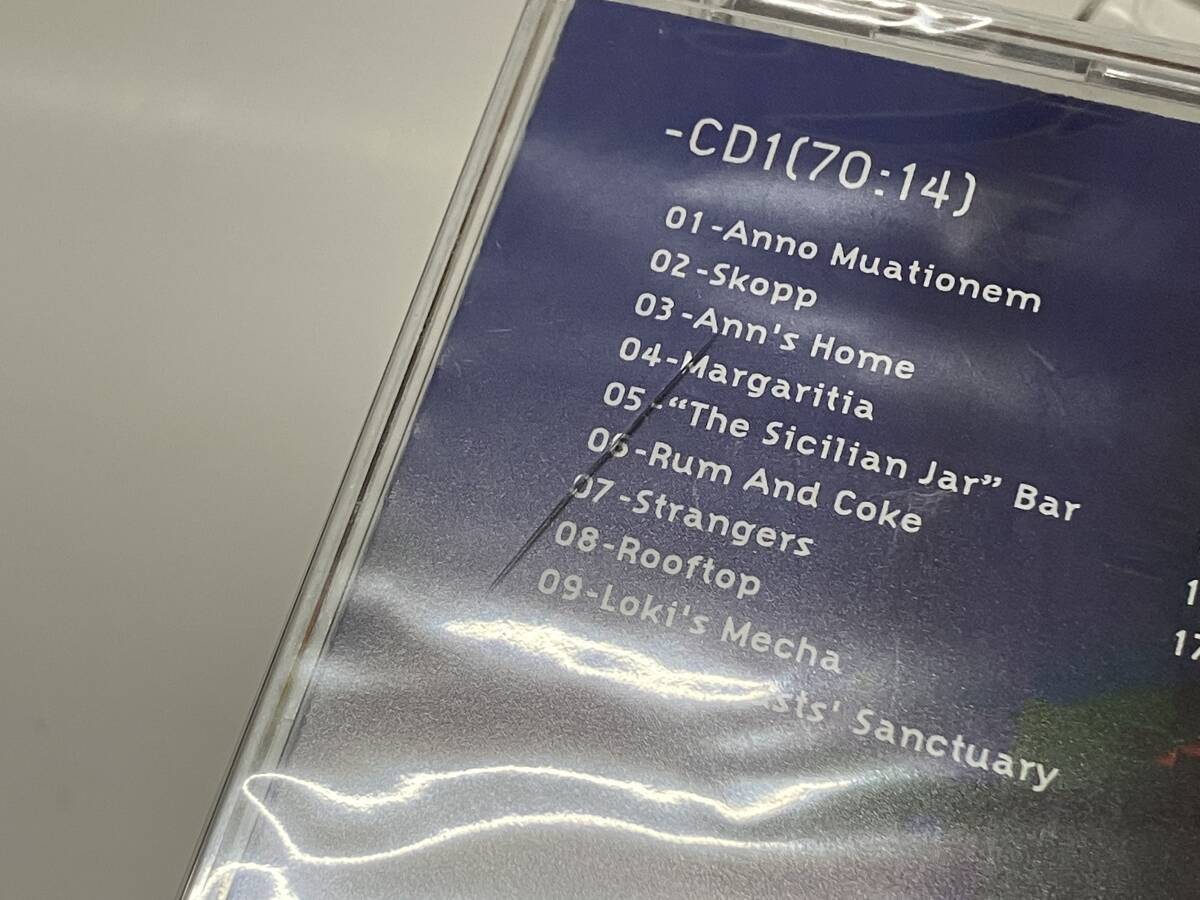 -CD1(70:14)
01-Anno Muationem
02-Skopp
03-Ann's Home
04-Margaritia
05-“The Sicilian Jar” Bar
06-Rum And Coke
07-Strangers
08-Rooftop
09-Loki's Mecha
Sanctuary
17